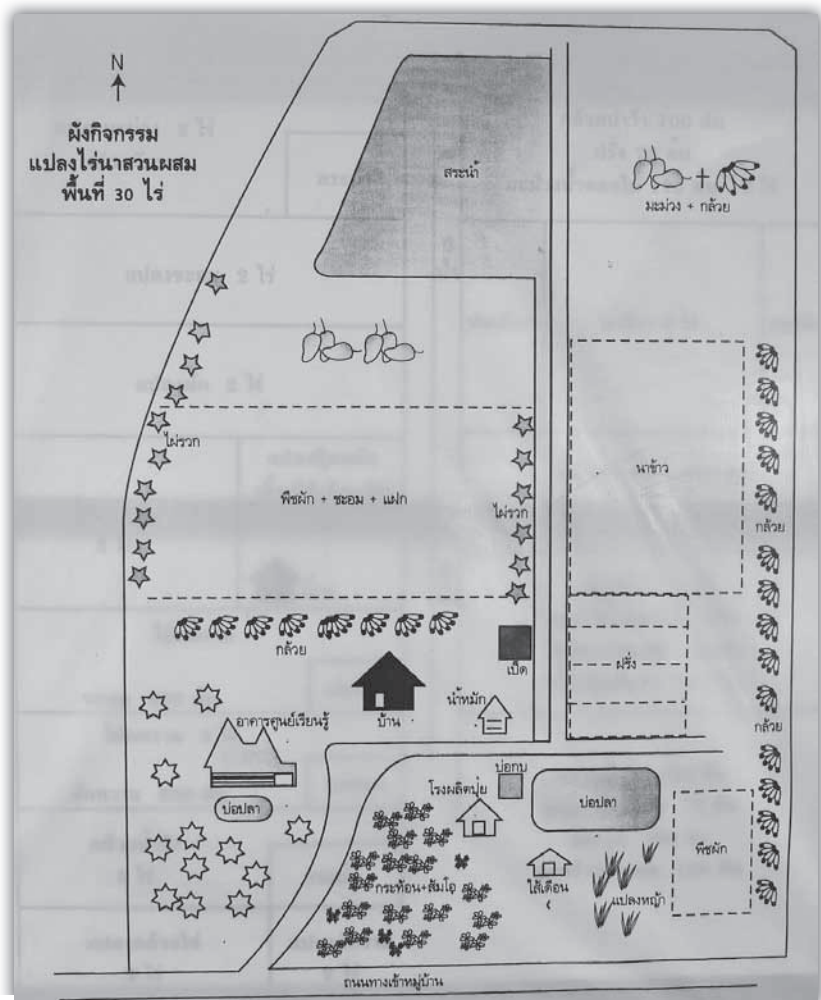 N
ผังกิจกรรม
แปลงไร่นาสวนผสม
พื้นที่ 30 ไร่
สระน้ำ
มะม่วง + กล้วย
ไผ่รวก
พืชผัก + ชะอม + แฝก
ไผ่รวก
นาข้าว
กล้วย
กล้วย
เป็ด
ฝรั่ง
อาคารศูนย์เรียนรู้
บ้าน
น้ำหมัก
กล้วย
บ่อปลา
โรงผลิตปุ๋ย
บ่อกบ
บ่อปลา
พืชผัก
กระท้อน+ส้มโอ
ไส้เดือน
แปลงหญ้า
ถนนทางเข้าหมู่บ้าน